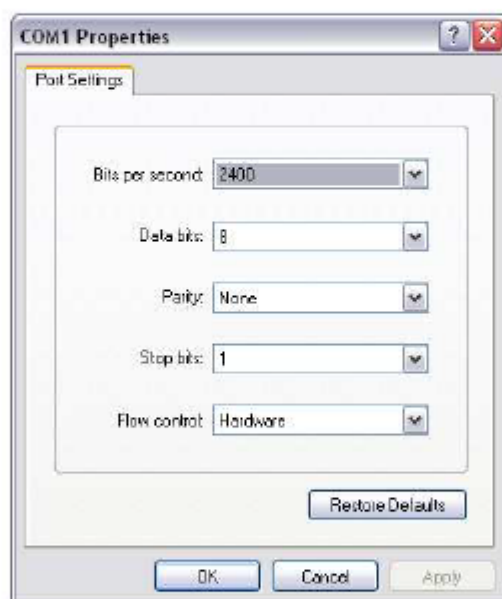 COM1 Properties
Port Settings
Bits per second: 2400
Data bits: 8
Parity: None
Stop bits: 1
Flow control: Hardware
Restore Defaults
OK Cancel Apply